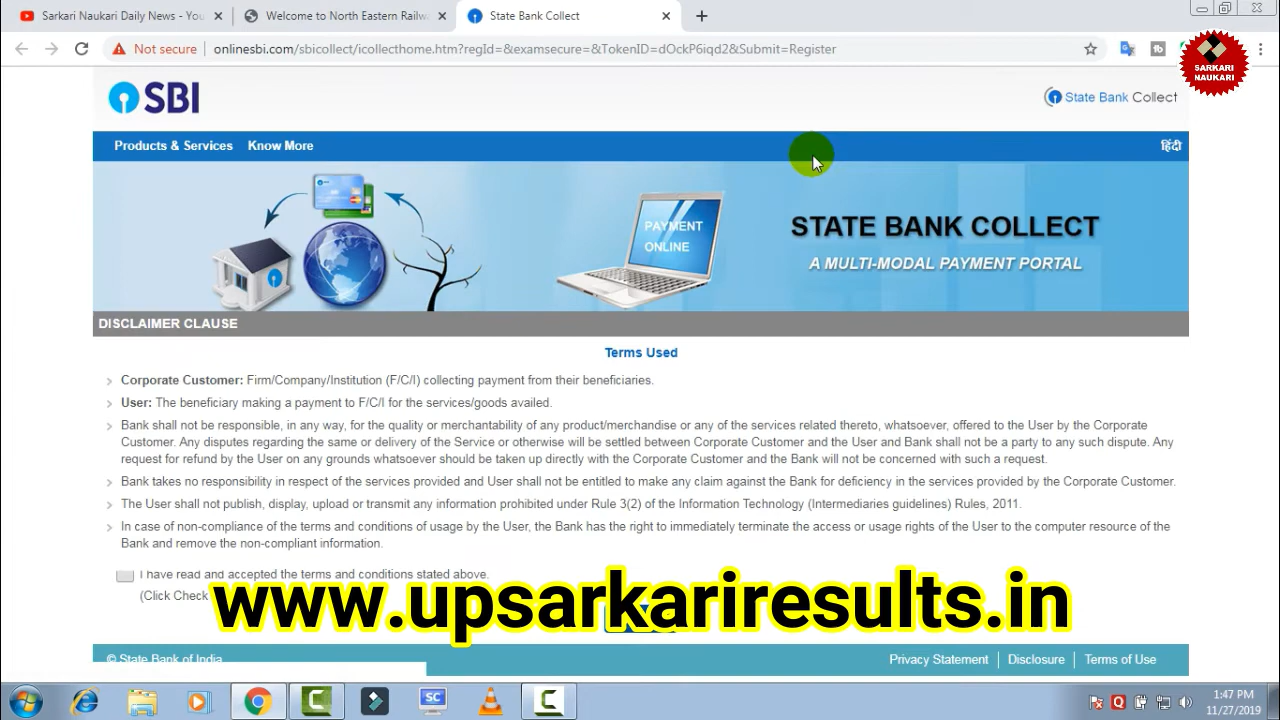 Sarkari Naukari Daily News - You
Welcome to North Eastern Railw
State Bank Collect
Not secure
onlinesbi.com/sbicollect/icollecthome.htm?regId=&examsecure=&TokenID=dOckP6iqd2&Submit=Register
SARKARI
NAUKARI
SBI
State Bank Collect
Products & Services
Know More
हिंदी
PAYMENT
ONLINE
STATE BANK COLLECT
A MULTI-MODAL PAYMENT PORTAL
DISCLAIMER CLAUSE
Terms Used
Corporate Customer: Firm/Company/Institution (F/C/I) collecting payment from their beneficiaries.
User: The beneficiary making a payment to F/C/I for the services/goods availed.
Bank shall not be responsible, in any way, for the quality or merchantability of any product/merchandise or any of the services related thereto, whatsoever, offered to the User by the Corporate
Customer. Any disputes regarding the same or delivery of the Service or otherwise will be settled between Corporate Customer and the User and Bank shall not be a party to any such dispute. Any
request for refund by the User on any grounds whatsoever should be taken up directly with the Corporate Customer and the Bank will not be concerned with such a request.
Bank takes no responsibility in respect of the services provided and User shall not be entitled to make any claim against the Bank for deficiency in the services provided by the Corporate Customer.
The User shall not publish, display, upload or transmit any information prohibited under Rule 3(2) of the Information Technology (Intermediaries guidelines) Rules, 2011.
In case of non-compliance of the terms and conditions of usage by the User, the Bank has the right to immediately terminate the access or usage rights of the User to the computer resource of the
Bank and remove the non-compliant information.
I have read and accepted the terms and conditions stated above.
(Click Check
www.upsarkariresults.in
© State Bank of India
Privacy Statement
Disclosure
Terms of Use
SC
1:47 PM
11/27/2019